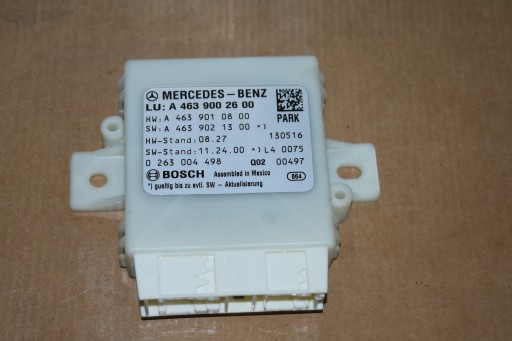 MERCEDES-BENZ
LU: A 463 900 26 00
HW: A 463 901 08 00 PARK
SW: A 463 902 13 00 *)
HW-Stand: 08.27 130516
SW-Stand: 11.24.00 *) L4 0075
0 263 004 498 Q02 00497
BOSCH Assembled in Mexico 864
*) gueltig bis zu evtl. SW - Aktualisierung